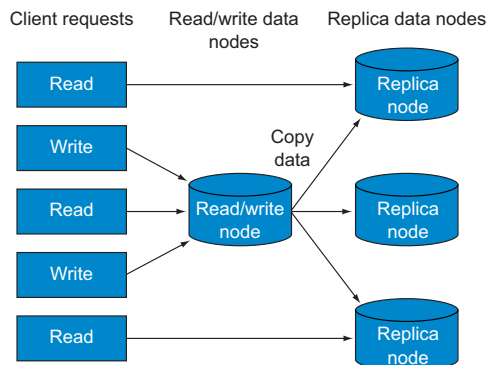 Client requests
Read/write data
nodes
Replica data nodes
Read
Write
Read
Write
Read
Read/write
node
Copy
data
Replica
node
Replica
node
Replica
node